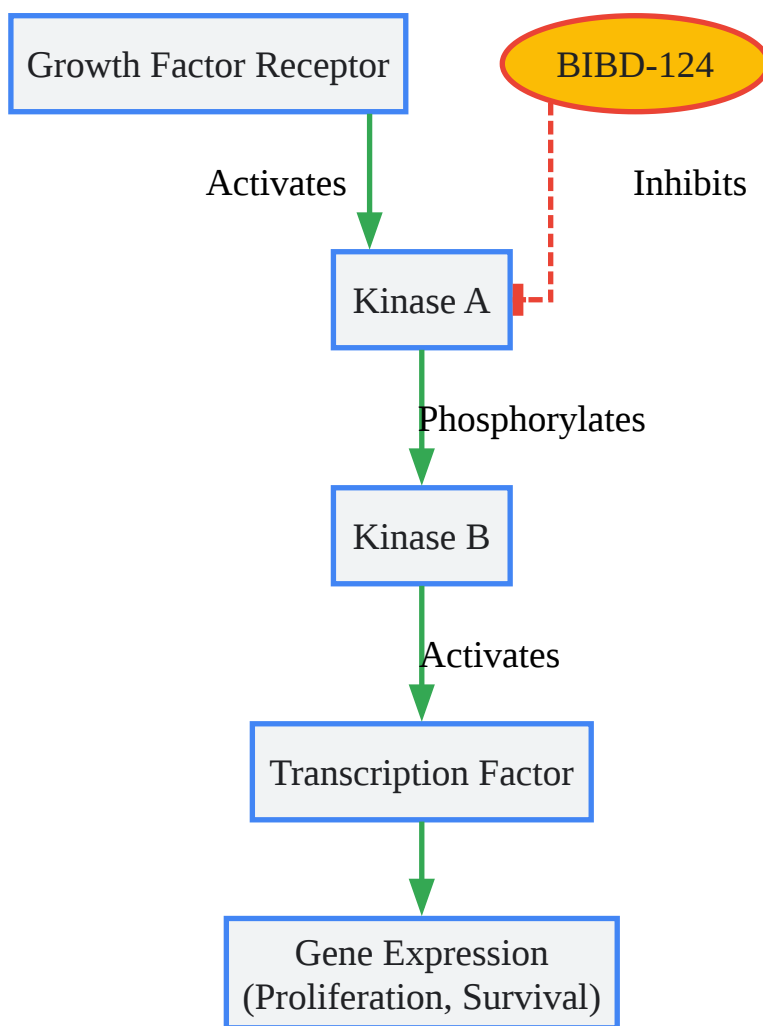 Growth Factor Receptor
BIBD-124
Activates
Inhibits
Kinase A
Phosphorylates
Kinase B
Activates
Transcription Factor
Gene Expression
(Proliferation, Survival)